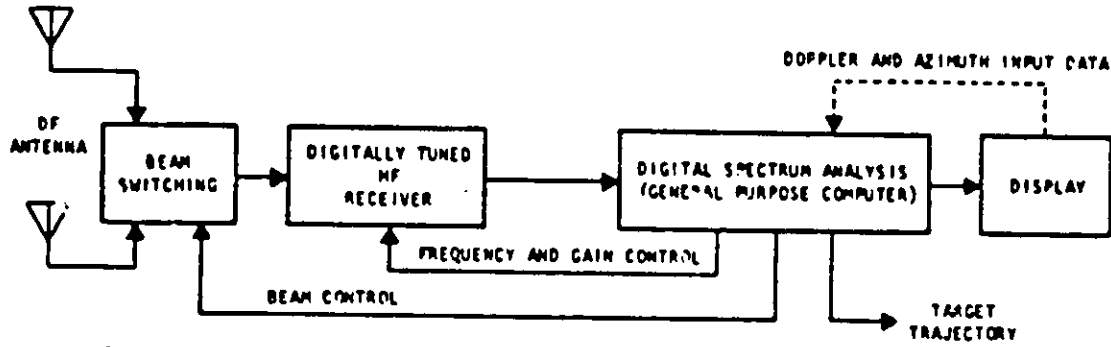 DOPPLER AND AZIMUTH INPUT DATA
DF
ANTENNA
BEAM
SWITCHING
DIGITALLY TUNED
HF
RECEIVER
DIGITAL SPECTRUM ANALYSIS
(GENERAL PURPOSE COMPUTER)
DISPLAY
FREQUENCY AND GAIN CONTROL
BEAM CONTROL
TARGET
TRAJECTORY